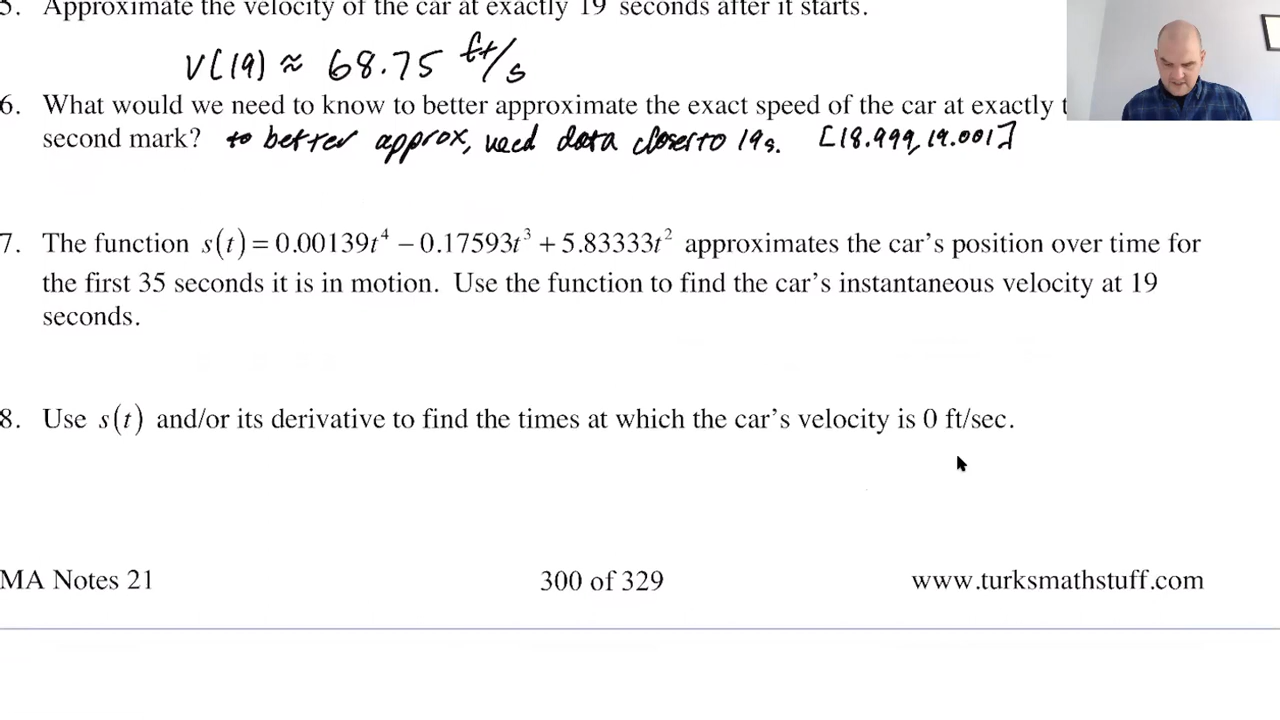 5. Approximate the velocity of the car at exactly 19 seconds after it starts.
V(19) ≈ 68.75 ft/s
6. What would we need to know to better approximate the exact speed of the car at exactly t
second mark? to better approx, need data closer to 19s. [18.999, 19.001]
7. The function s(t) = 0.00139t⁴ − 0.17593t³ + 5.83333t² approximates the car's position over time for
the first 35 seconds it is in motion. Use the function to find the car's instantaneous velocity at 19
seconds.
8. Use s(t) and/or its derivative to find the times at which the car's velocity is 0 ft/sec.
MA Notes 21 300 of 329 www.turksmathstuff.com